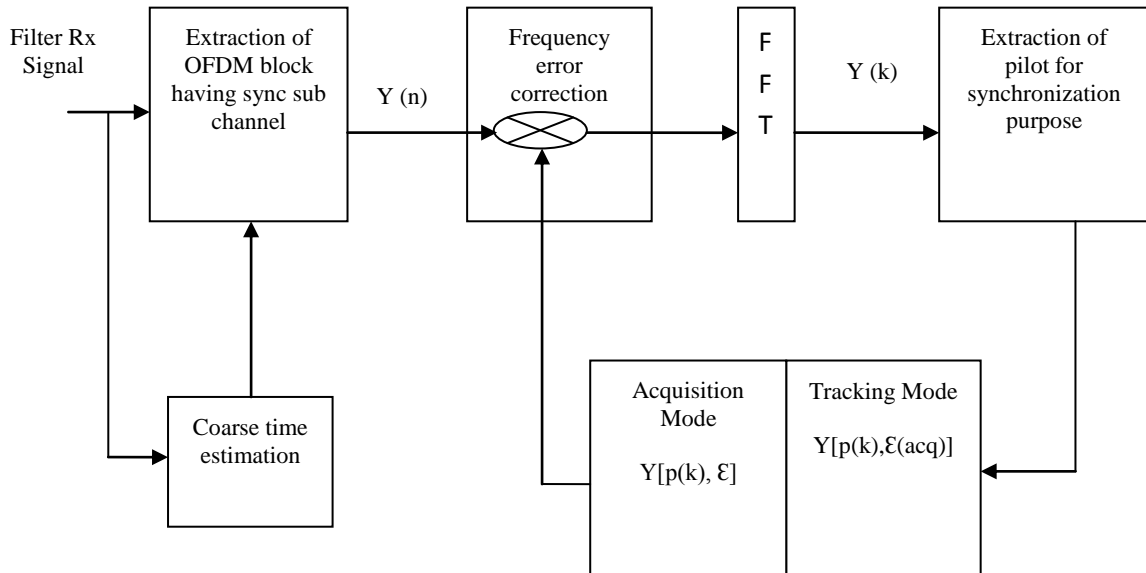 Filter Rx
Signal
Extraction of
OFDM block
having sync sub
channel
Y (n)
Frequency
error
correction
F
F
T
Y (k)
Extraction of
pilot for
synchronization
purpose
Coarse time
estimation
Acquisition
Mode
Y[p(k), Ɛ]
Tracking Mode
Y[p(k),Ɛ(acq)]